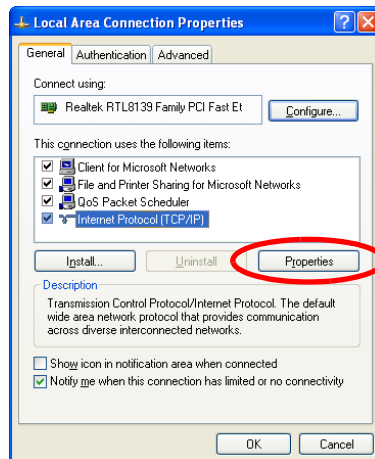 Local Area Connection Properties
General Authentication Advanced
Connect using:
Realtek RTL8139 Family PCI Fast Et
Configure...
This connection uses the following items:
Client for Microsoft Networks
File and Printer Sharing for Microsoft Networks
QoS Packet Scheduler
Internet Protocol (TCP/IP)
Install... Uninstall Properties
Description
Transmission Control Protocol/Internet Protocol. The default
wide area network protocol that provides communication
across diverse interconnected networks.
Show icon in notification area when connected
Notify me when this connection has limited or no connectivity
OK Cancel